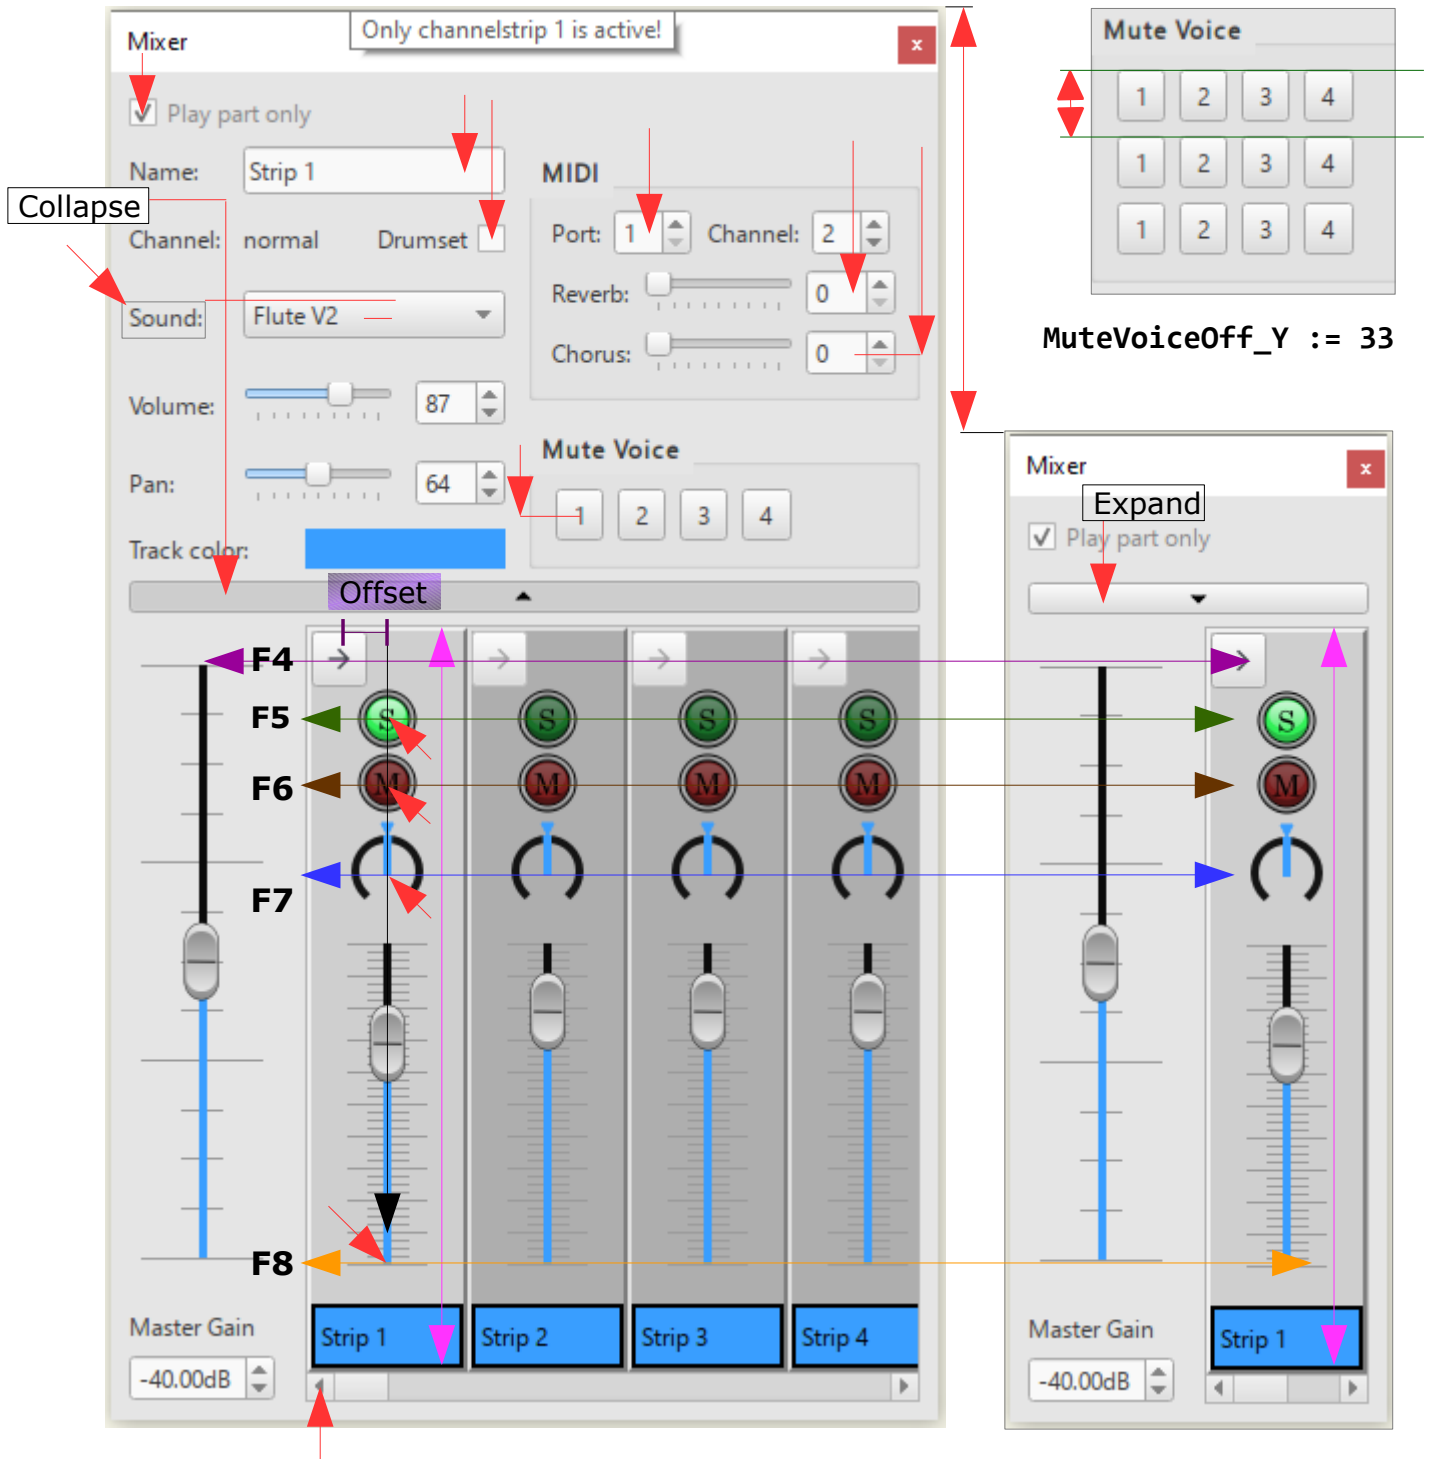 Only channelstrip 1 is active!
Mixer
x
Play part only
Name: Strip 1
Collapse
Channel: normal Drumset
Sound: Flute V2
Volume: 87
Pan: 64
Track color:
MIDI
Port: 1 Channel: 2
Reverb: 0
Chorus: 0
Mute Voice
1 2 3 4
Offset
F4
F5 S S S S
F6 M M M M
F7
F8
Master Gain
-40.00dB
Strip 1 Strip 2 Strip 3 Strip 4
Mute Voice
1 2 3 4
1 2 3 4
1 2 3 4
MuteVoiceOff_Y := 33
Mixer
x
Expand
Play part only
S
M
Master Gain
-40.00dB
Strip 1